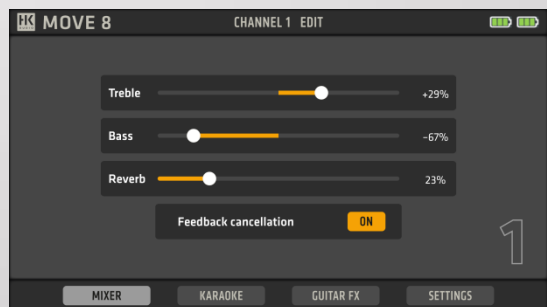 HK
AUDIO
MOVE 8
CHANNEL 1 EDIT
Treble +29%
Bass -67%
Reverb 23%
Feedback cancellation ON
1
MIXER KARAOKE GUITAR FX SETTINGS